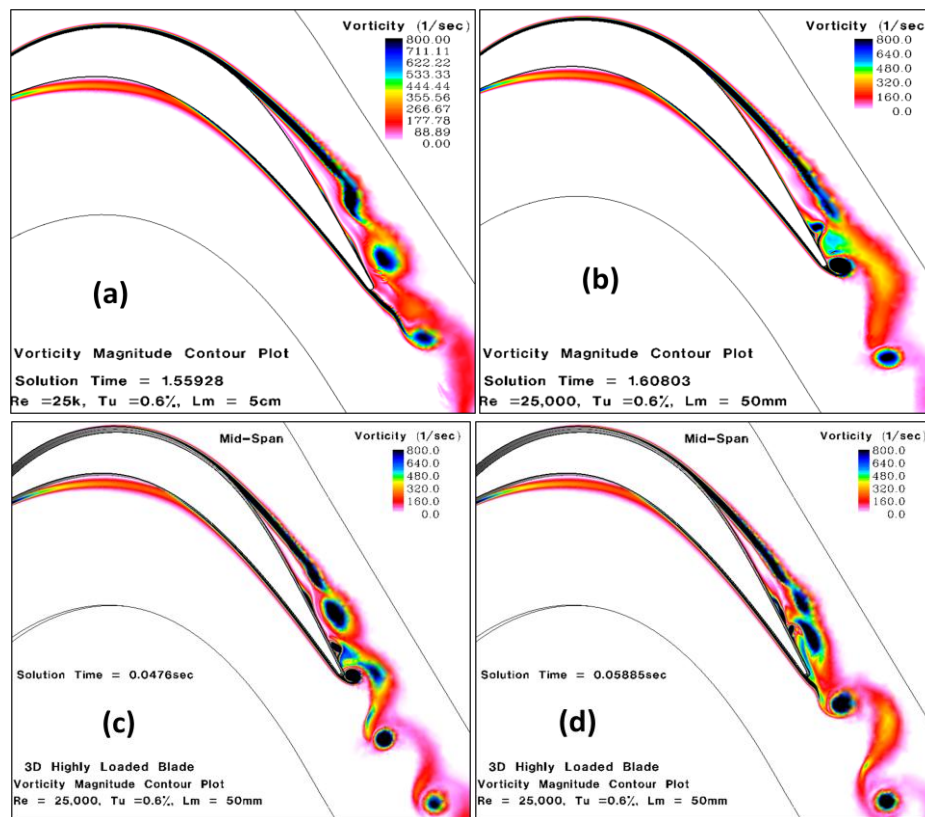 Vorticity (1/sec)
800.00
711.11
622.22
533.33
444.44
355.56
266.67
177.78
88.89
0.00
(a)
Vorticity Magnitude Contour Plot
Solution Time = 1.55928
Re =25k, Tu =0.6%, Lm = 5cm
Vorticity (1/sec)
800.0
640.0
480.0
320.0
160.0
0.0
(b)
Vorticity Magnitude Contour Plot
Solution Time = 1.60803
Re =25,000, Tu =0.6%, Lm = 50mm
Mid-Span
Vorticity (1/sec)
800.0
640.0
480.0
320.0
160.0
0.0
Solution Time = 0.0476sec
(c)
3D Highly Loaded Blade
Vorticity Magnitude Contour Plot
Re = 25,000, Tu =0.6%, Lm = 50mm
Mid-Span
Vorticity (1/sec)
800.0
640.0
480.0
320.0
160.0
0.0
Solution Time = 0.05885sec
(d)
3D Highly Loaded Blade
Vorticity Magnitude Contour Plot
Re = 25,000, Tu =0.6%, Lm = 50mm